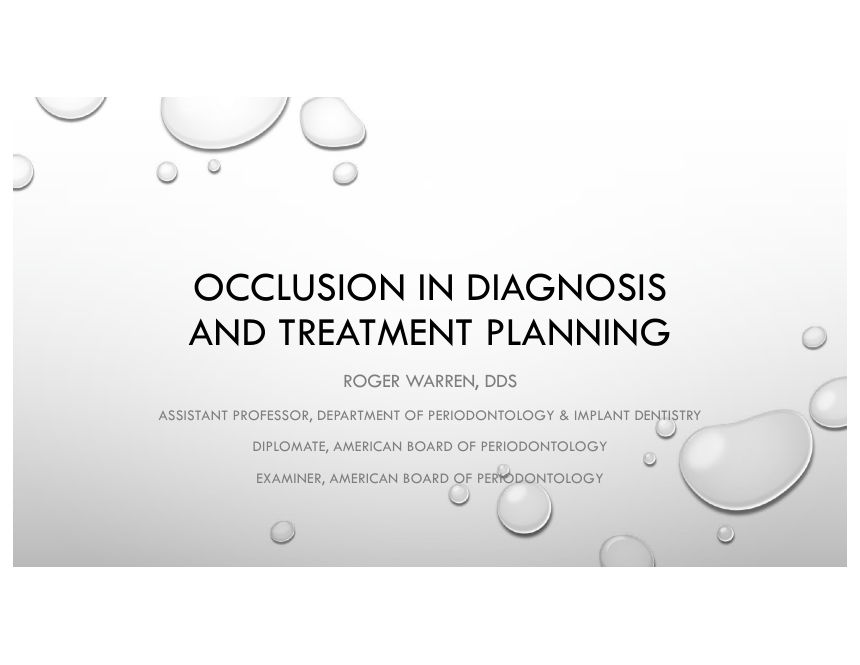 OCCLUSION IN DIAGNOSIS
AND TREATMENT PLANNING
ROGER WARREN, DDS
ASSISTANT PROFESSOR, DEPARTMENT OF PERIODONTOLOGY & IMPLANT DENTISTRY
DIPLOMATE, AMERICAN BOARD OF PERIODONTOLOGY
EXAMINER, AMERICAN BOARD OF PERIODONTOLOGY